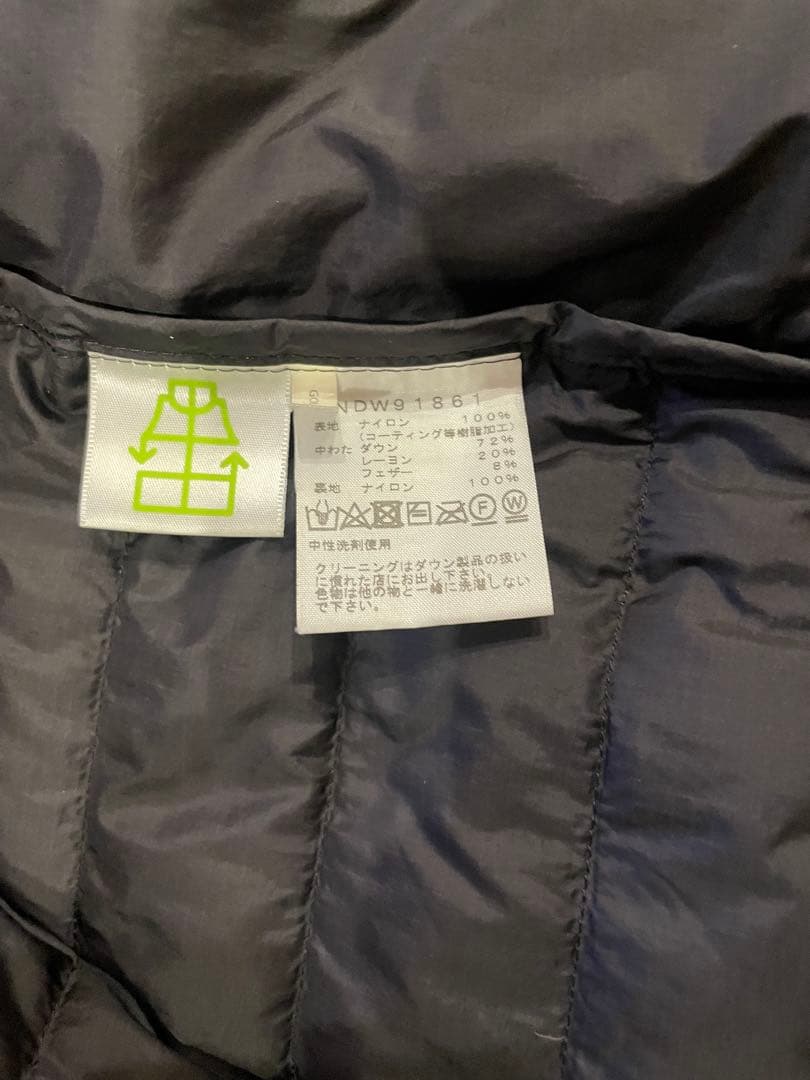 NDW91861
表地 ナイロン 100%
(コーティング等樹脂加工)
中わた ダウン 72%
レーヨン 20%
フェザー 8%
裏地 ナイロン 100%
F W
中性洗剤使用
クリーニングはダウン製品の扱い
に慣れた店にお出し下さい。
色物は他の物と一緒に洗濯しない
で下さい。